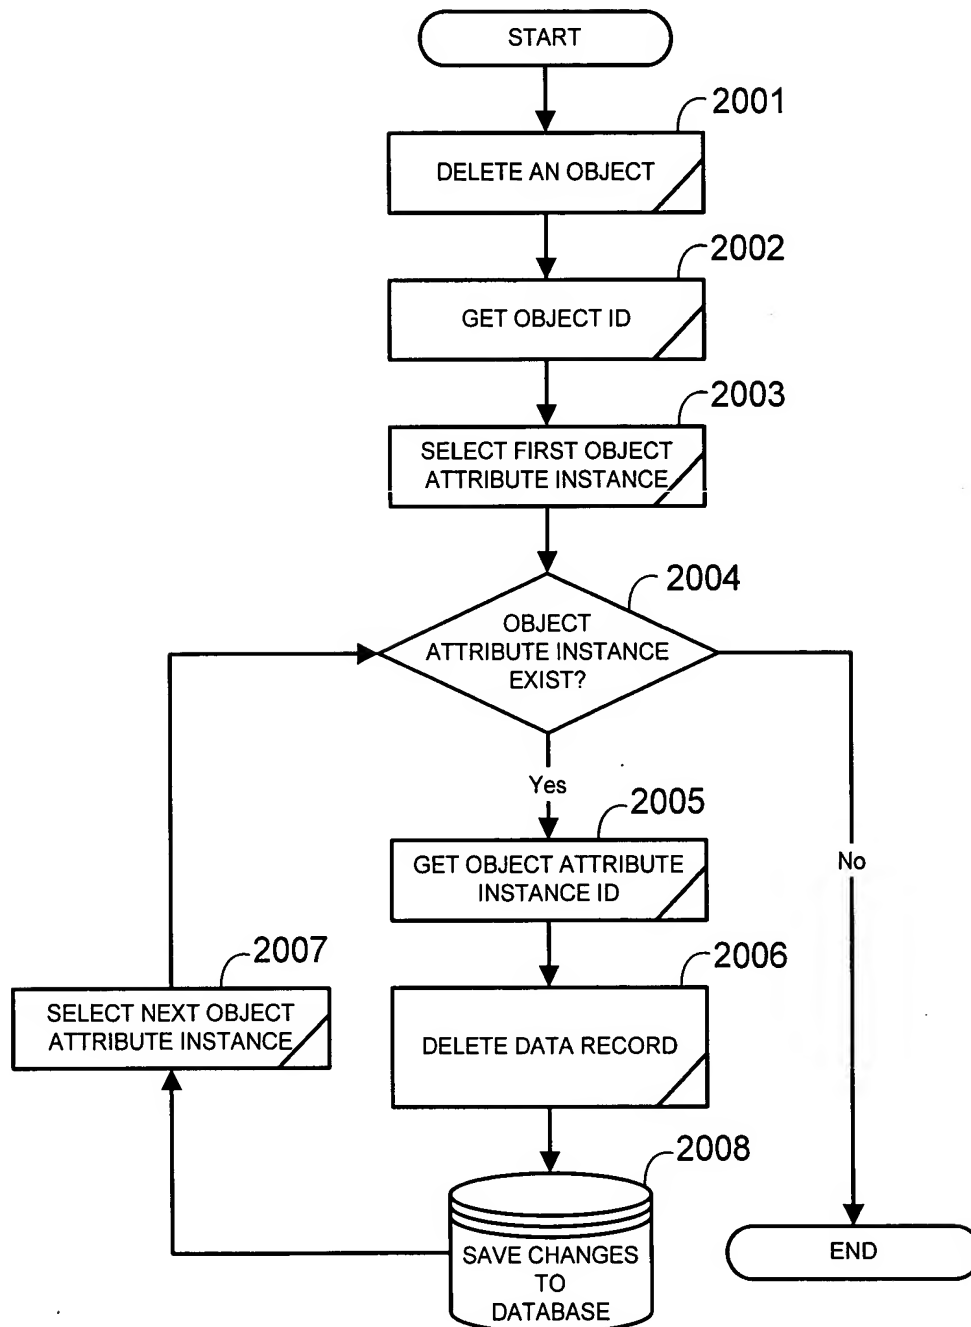 START
2001
DELETE AN OBJECT
2002
GET OBJECT ID
2003
SELECT FIRST OBJECT
ATTRIBUTE INSTANCE
2004
OBJECT
ATTRIBUTE INSTANCE
EXIST?
Yes
2005
GET OBJECT ATTRIBUTE
INSTANCE ID
No
2007
SELECT NEXT OBJECT
ATTRIBUTE INSTANCE
2006
DELETE DATA RECORD
2008
SAVE CHANGES
TO
DATABASE
END